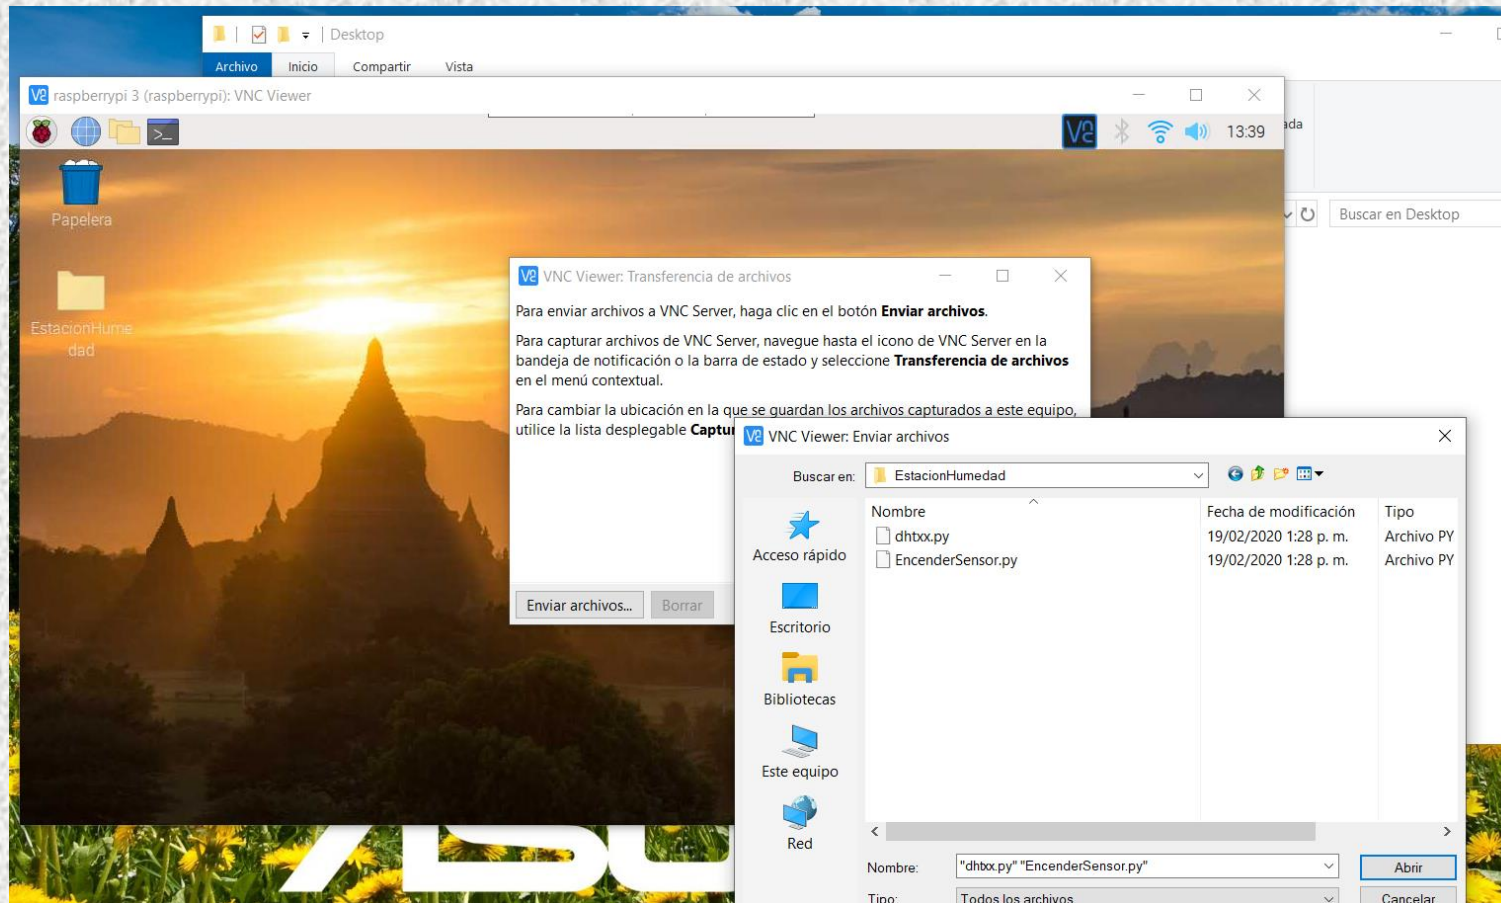 Desktop
Archivo Inicio Compartir Vista
raspberrypi 3 (raspberrypi): VNC Viewer
13:39
ada
Papelera
Buscar en Desktop
EstacionHume
dad
VNC Viewer: Transferencia de archivos
Para enviar archivos a VNC Server, haga clic en el botón Enviar archivos.
Para capturar archivos de VNC Server, navegue hasta el icono de VNC Server en la
bandeja de notificación o la barra de estado y seleccione Transferencia de archivos
en el menú contextual.
Para cambiar la ubicación en la que se guardan los archivos capturados a este equipo,
utilice la lista desplegable Captur
Enviar archivos... Borrar
VNC Viewer: Enviar archivos
Buscar en: EstacionHumedad
Nombre Fecha de modificación Tipo
dhtxx.py 19/02/2020 1:28 p. m. Archivo PY
EncenderSensor.py 19/02/2020 1:28 p. m. Archivo PY
Acceso rápido
Escritorio
Bibliotecas
Este equipo
Red
Nombre: "dhtxx.py" "EncenderSensor.py" Abrir
Tipo: Todos los archivos Cancelar